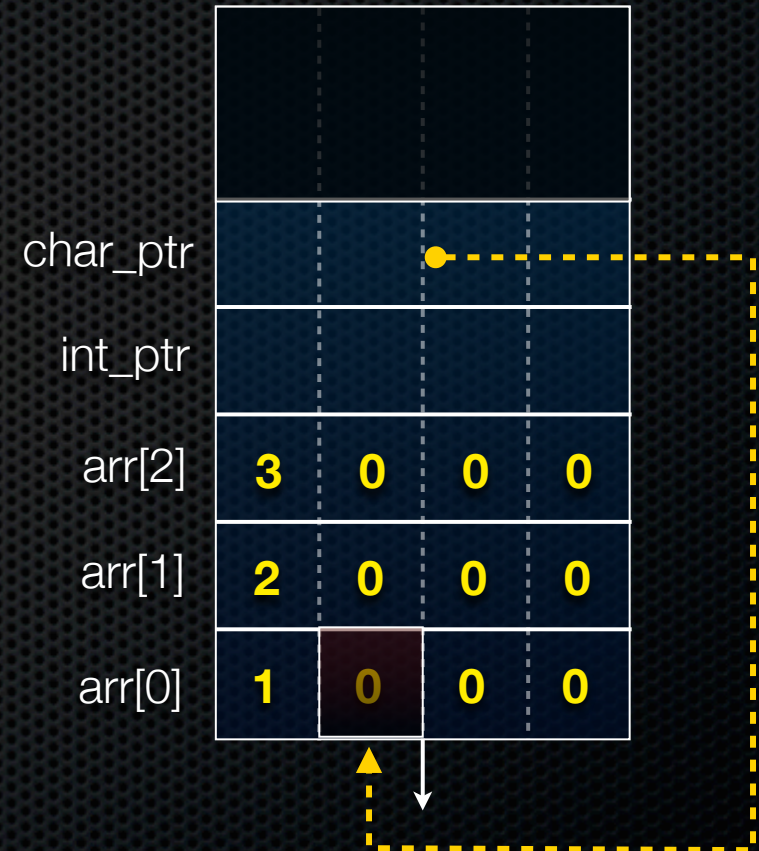 char_ptr
int_ptr
arr[2] 3 0 0 0
arr[1] 2 0 0 0
arr[0] 1 0 0 0